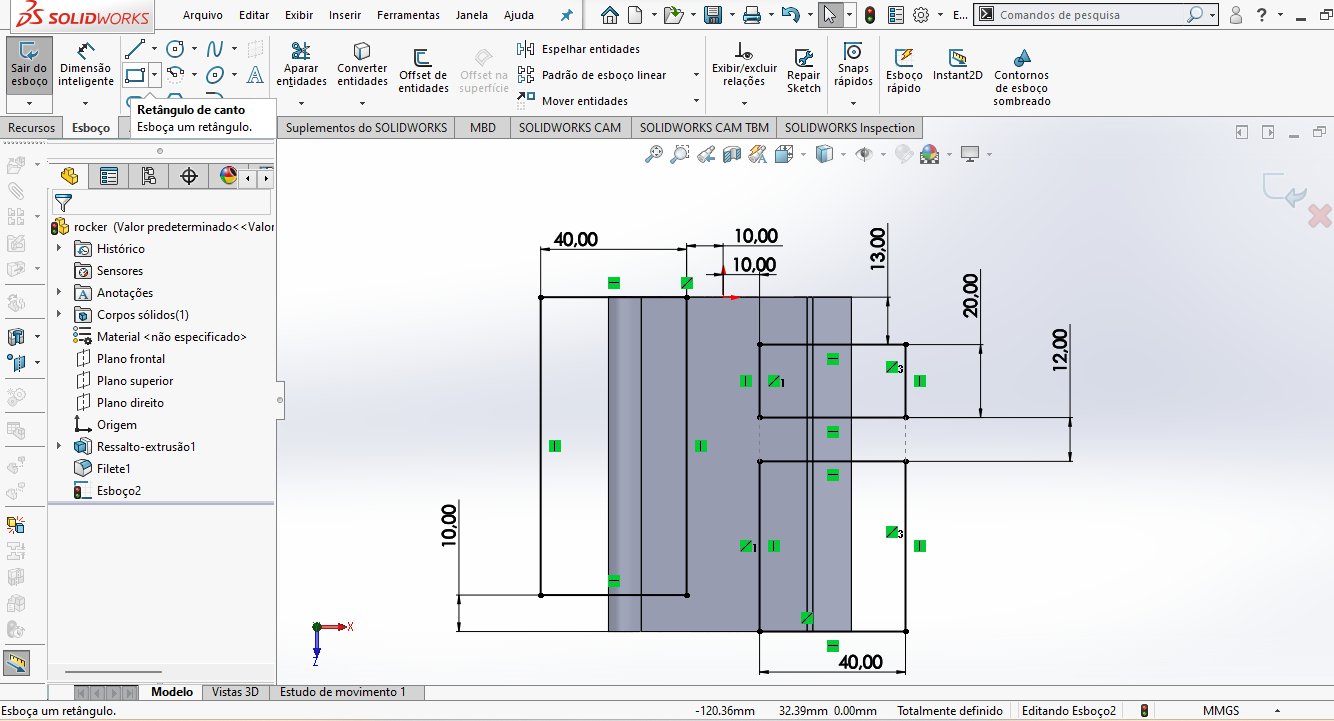 SOLIDWORKS
Arquivo
Editar
Exibir
Inserir
Ferramentas
Janela
Ajuda
E...
Comandos de pesquisa
?
Sair do esboço
Dimensão inteligente
Aparar entidades
Converter entidades
Offset de entidades
Offset na superfície
Espelhar entidades
Padrão de esboço linear
Mover entidades
Exibir/excluir relações
Repair Sketch
Snaps rápidos
Esboço rápido
Instant2D
Contornos de esboço sombreado
Retângulo de canto
Esboça um retângulo.
Recursos
Esboço
Suplementos do SOLIDWORKS
MBD
SOLIDWORKS CAM
SOLIDWORKS CAM TBM
SOLIDWORKS Inspection
rocker (Valor predeterminado<<Valor
Histórico
Sensores
Anotações
Corpos sólidos(1)
Material <não especificado>
Plano frontal
Plano superior
Plano direito
Origem
Ressalto-extrusão1
Filete1
Esboço2
40,00
10,00
10,00
13,00
20,00
12,00
1
3
10,00
1
3
40,00
X
Z
Modelo
Vistas 3D
Estudo de movimento 1
Esboça um retângulo.
-120.36mm
32.39mm
0.00mm
Totalmente definido
Editando Esboço2
MMGS